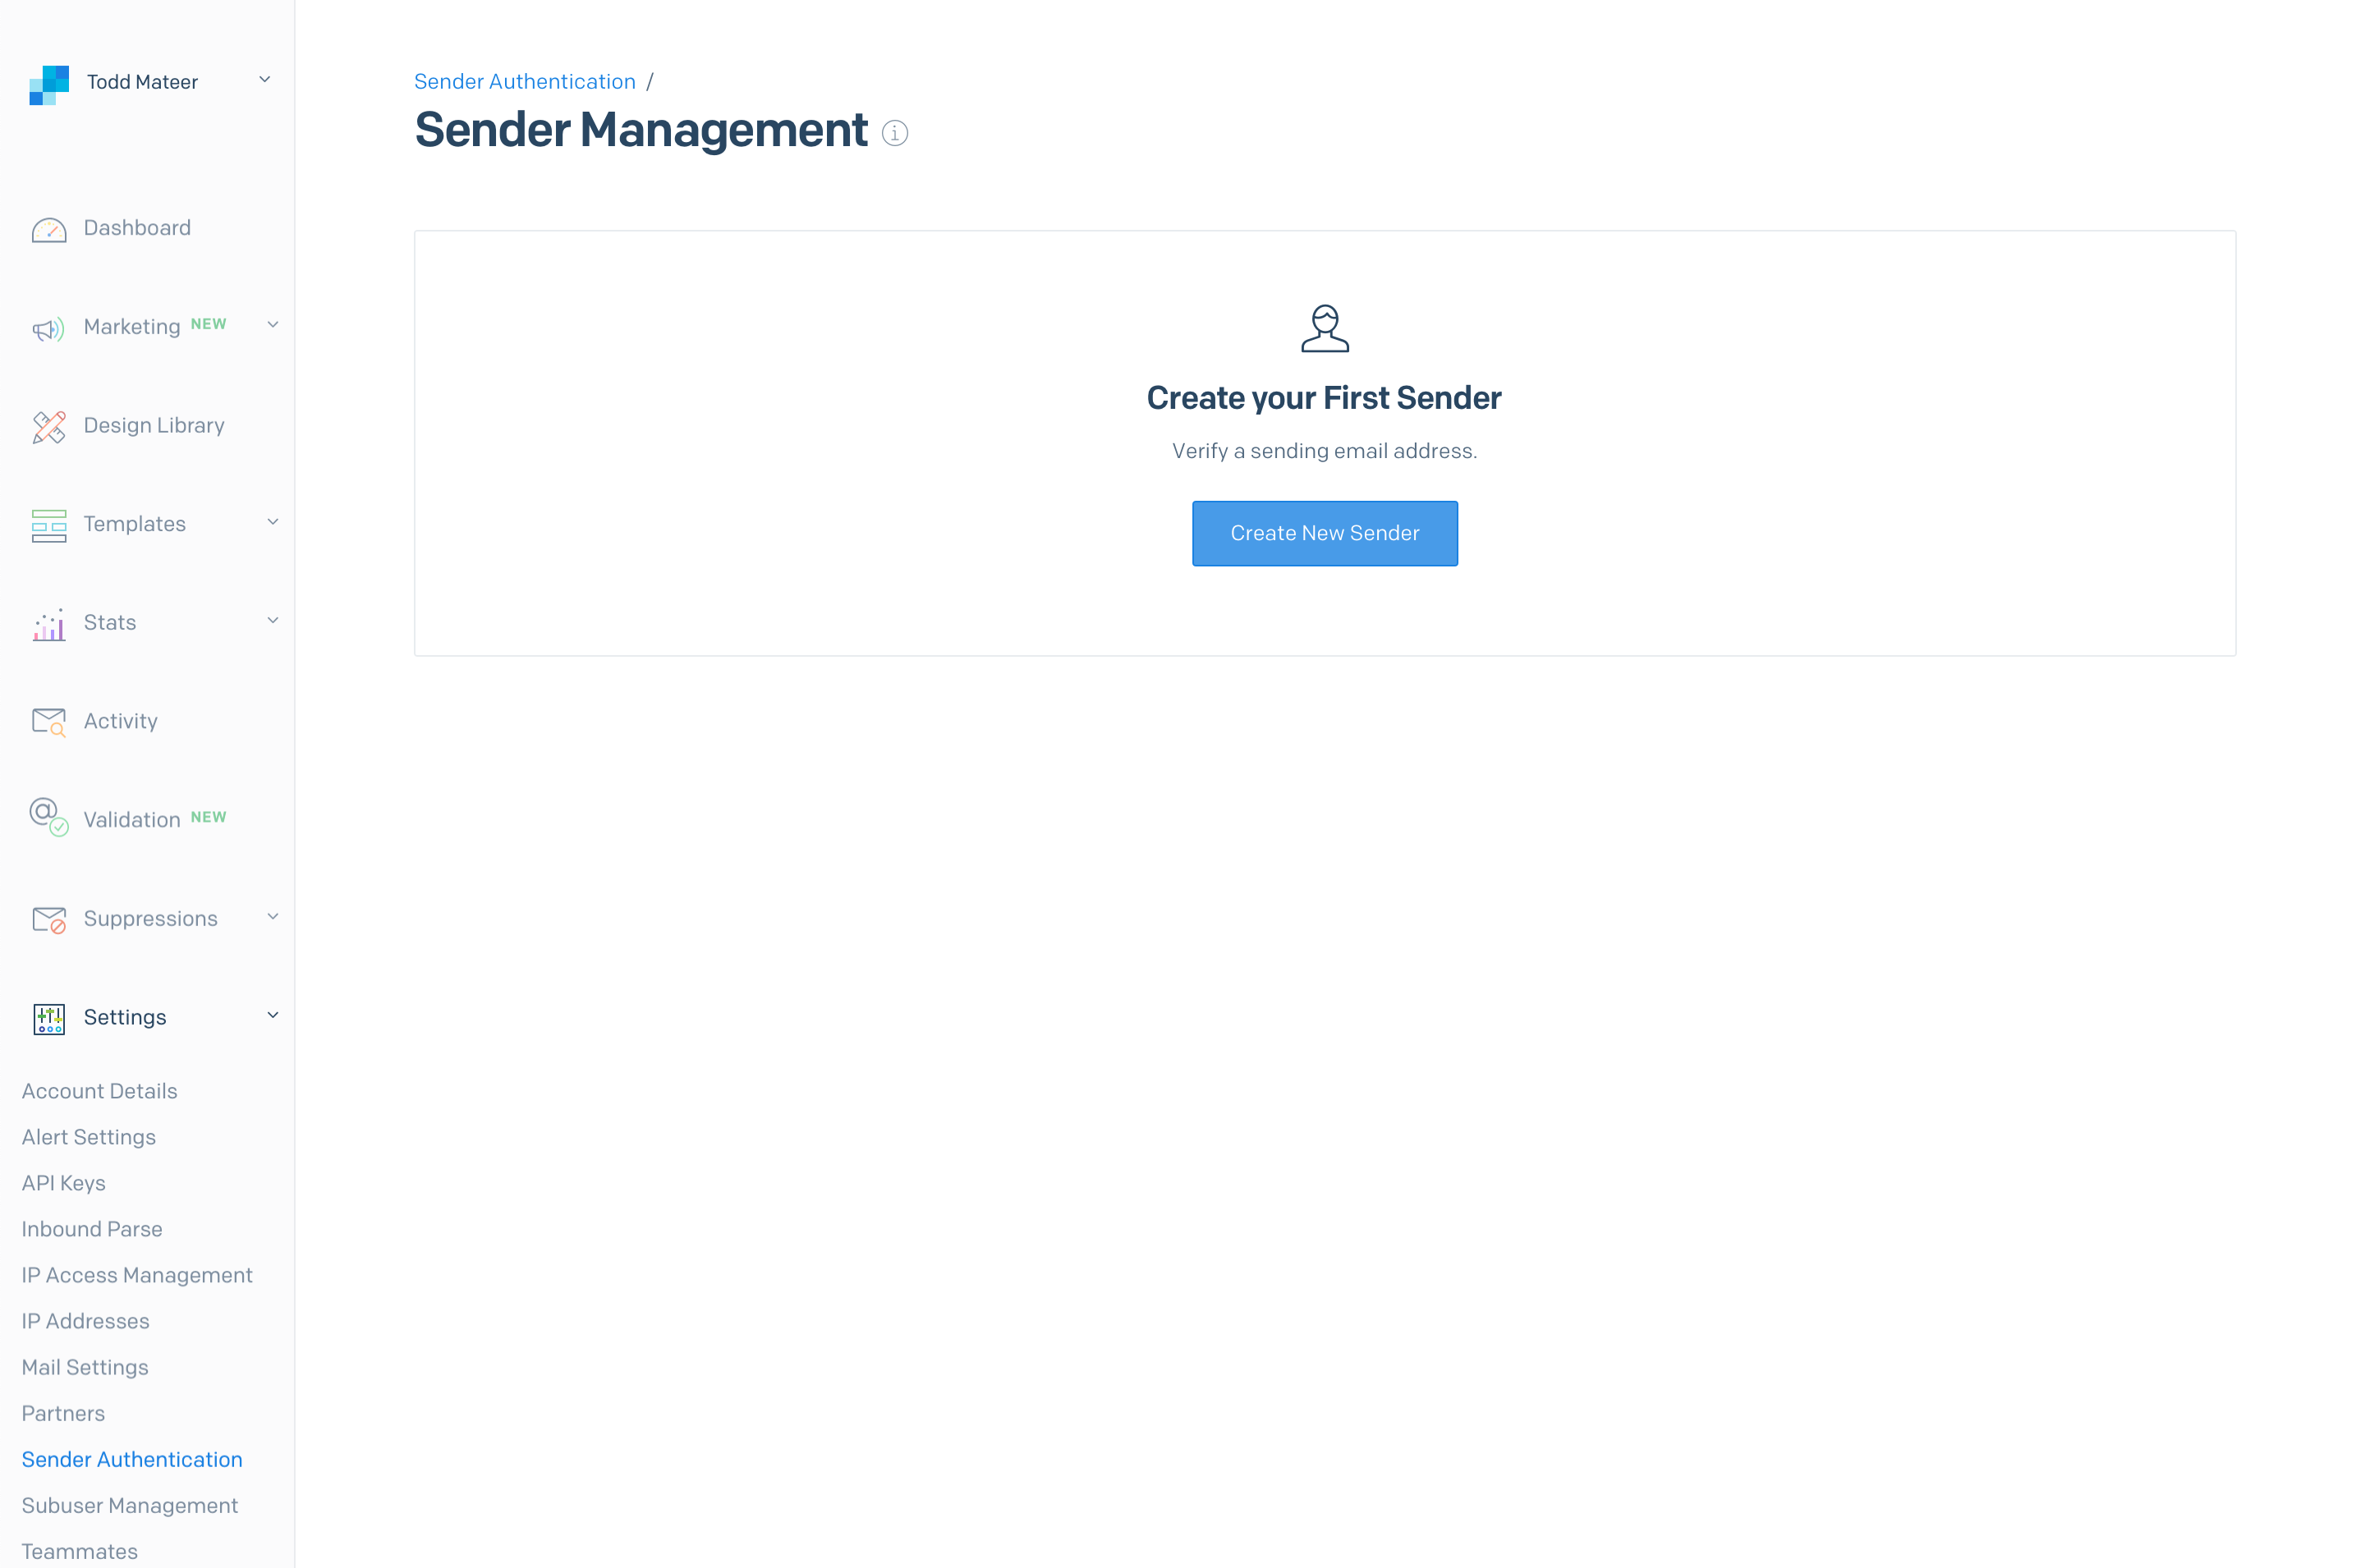 Todd Mateer
Dashboard
Marketing NEW
Design Library
Templates
Stats
Activity
Validation NEW
Suppressions
Settings
Account Details
Alert Settings
API Keys
Inbound Parse
IP Access Management
IP Addresses
Mail Settings
Partners
Sender Authentication
Subuser Management
Teammates
Sender Authentication /
Sender Management
Create your First Sender
Verify a sending email address.
Create New Sender